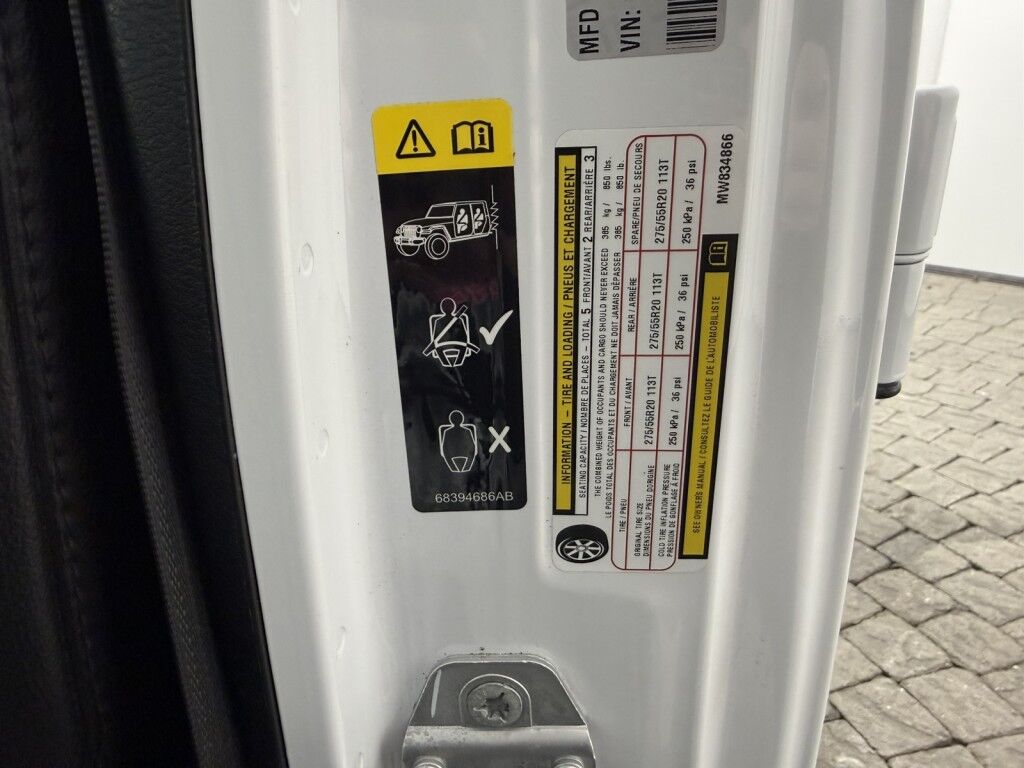 MFD
VIN:
68394686AB
INFORMATION – TIRE AND LOADING / PNEUS ET CHARGEMENT
SEATING CAPACITY / NOMBRE DE PLACES – TOTAL 5 FRONT/AVANT 2 REAR/ARRIÈRE 3
THE COMBINED WEIGHT OF OCCUPANTS AND CARGO SHOULD NEVER EXCEED 385 kg / 850 lbs.
LE POIDS TOTAL DES OCCUPANTS ET DU CHARGEMENT NE DOIT JAMAIS DÉPASSER 385 kg / 850 lb.
TIRE / PNEU FRONT / AVANT REAR / ARRIÈRE SPARE/PNEU DE SECOURS
ORIGINAL TIRE SIZE
DIMENSIONS DU PNEU DORIGINE
275/55R20 113T 275/55R20 113T 275/55R20 113T
COLD TIRE INFLATION PRESSURE
PRESSION DE GONFLAGE À FROID
250 kPa / 36 psi 250 kPa / 36 psi 250 kPa / 36 psi
SEE OWNERS MANUAL / CONSULTEZ LE GUIDE DE L'AUTOMOBILISTE
MW834866